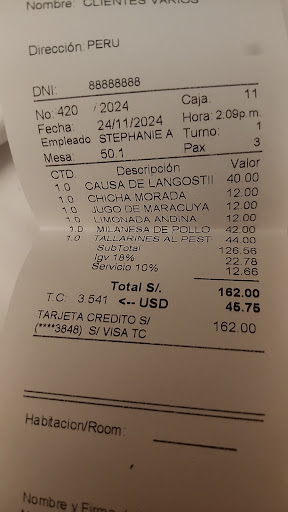 Nombre: CLIENTES VARIOS
Dirección: PERU
DNI: 88888888
No: 420 / 2024 Caja: 11
Fecha: 24/11/2024 Hora: 2:09p.m.
Empleado STEPHANIE A Turno: 1
Mesa: 50.1 Pax 3
CTD. Descripción Valor
1.0 CAUSA DE LANGOSTII 40.00
1.0 CHICHA MORADA 12.00
1.0 JUGO DE MARACUYA 12.00
1.0 LIMONADA ANDINA 12.00
1.0 MILANESA DE POLLO 42.00
1.0 TALLARINES AL PEST 44.00
SubTotal 126.56
Igv 18% 22.78
Servicio 10% 12.66
Total S/. 162.00
T.C: 3.541 <-- USD 45.75
TARJETA CREDITO S/ 162.00
(****3848) S/ VISA TC
Habitacion/Room:
Nombre y Firma